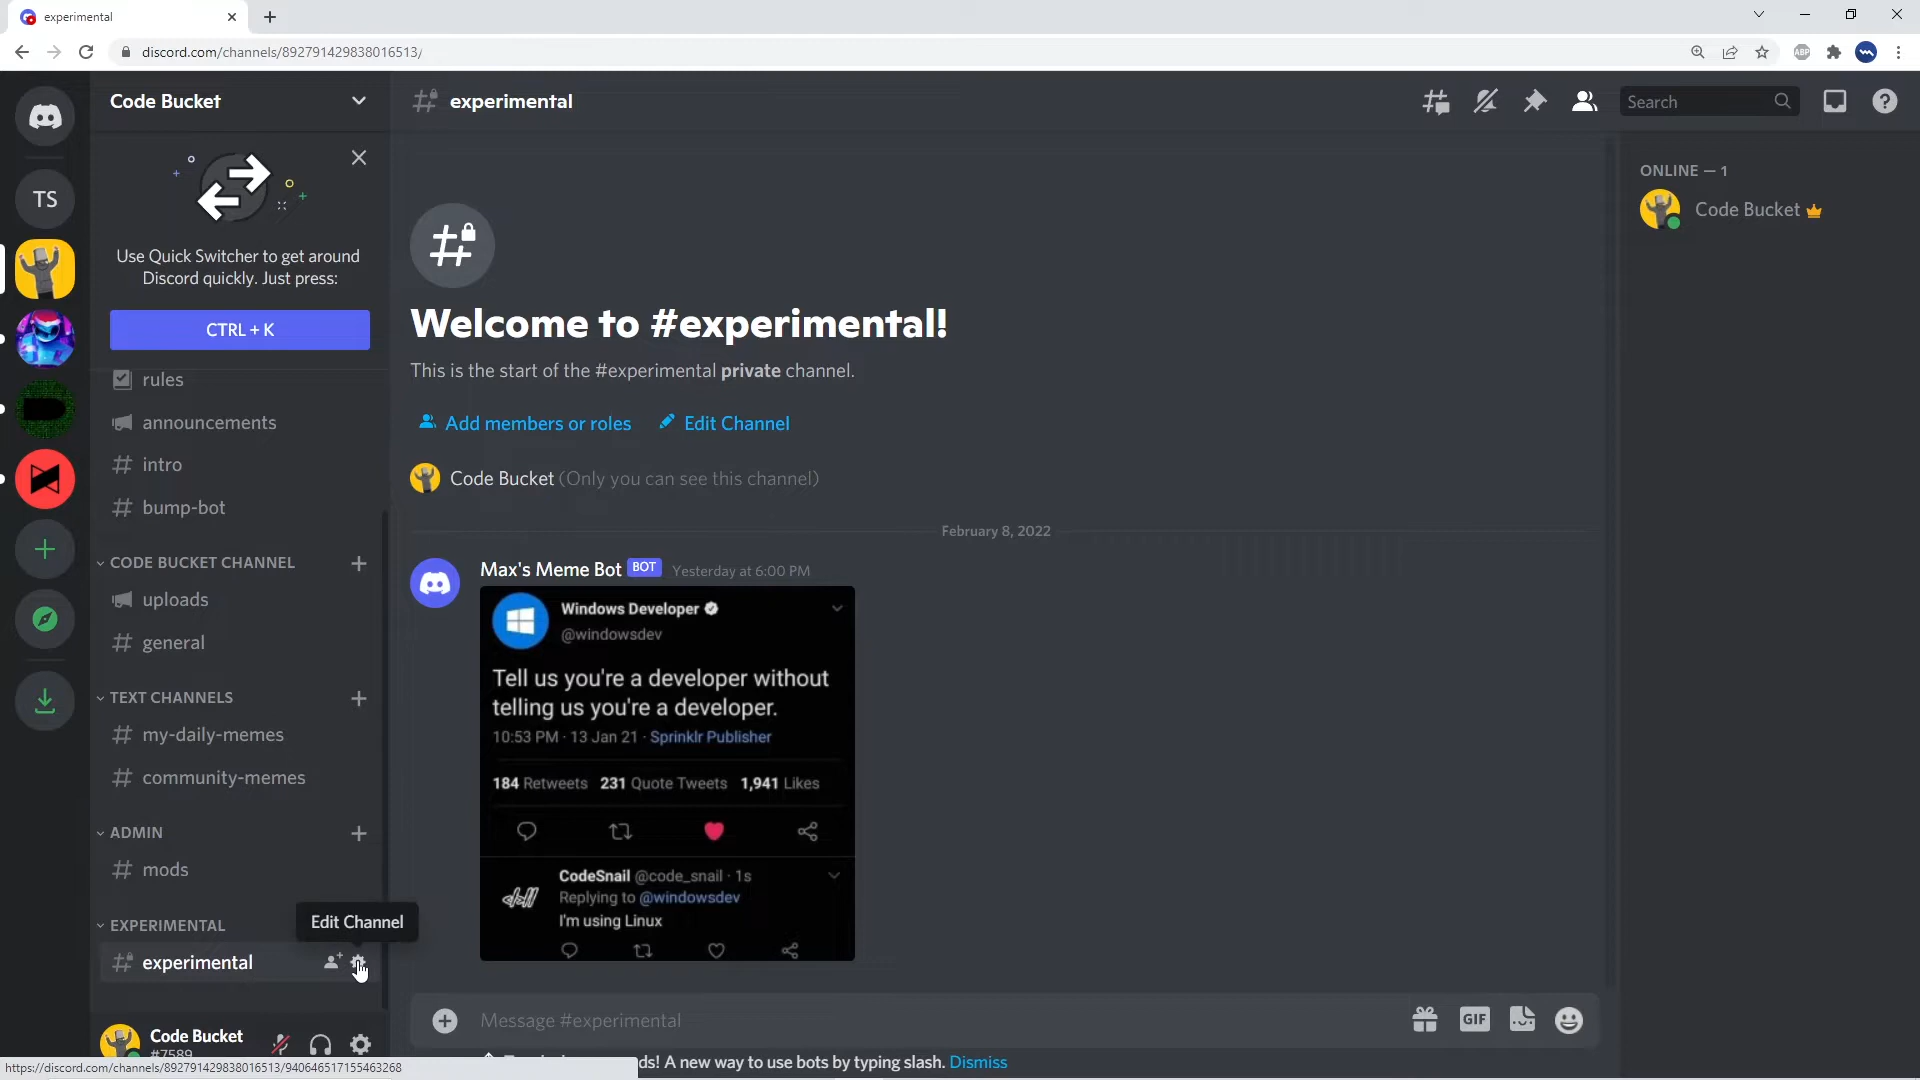 experimental
discord.com/channels/892791429838016513/
ABP
Code Bucket
experimental
Search
TS
Use Quick Switcher to get around
Discord quickly. Just press:
CTRL + K
rules
announcements
intro
bump-bot
CODE BUCKET CHANNEL
uploads
general
TEXT CHANNELS
my-daily-memes
community-memes
ADMIN
mods
EXPERIMENTAL
Edit Channel
experimental
Code Bucket
#7589
https://discord.com/channels/892791429838016513/940646517155463268
Welcome to #experimental!
This is the start of the #experimental private channel.
Add members or roles
Edit Channel
Code Bucket (Only you can see this channel)
February 8, 2022
Max's Meme Bot BOT Yesterday at 6:00 PM
Windows Developer
@windowsdev
Tell us you're a developer without
telling us you're a developer.
10:53 PM · 13 Jan 21 · Sprinklr Publisher
184 Retweets 231 Quote Tweets 1,941 Likes
CodeSnail @code_snail · 1s
Replying to @windowsdev
I'm using Linux
Message #experimental
GIF
ds! A new way to use bots by typing slash. Dismiss
ONLINE — 1
Code Bucket